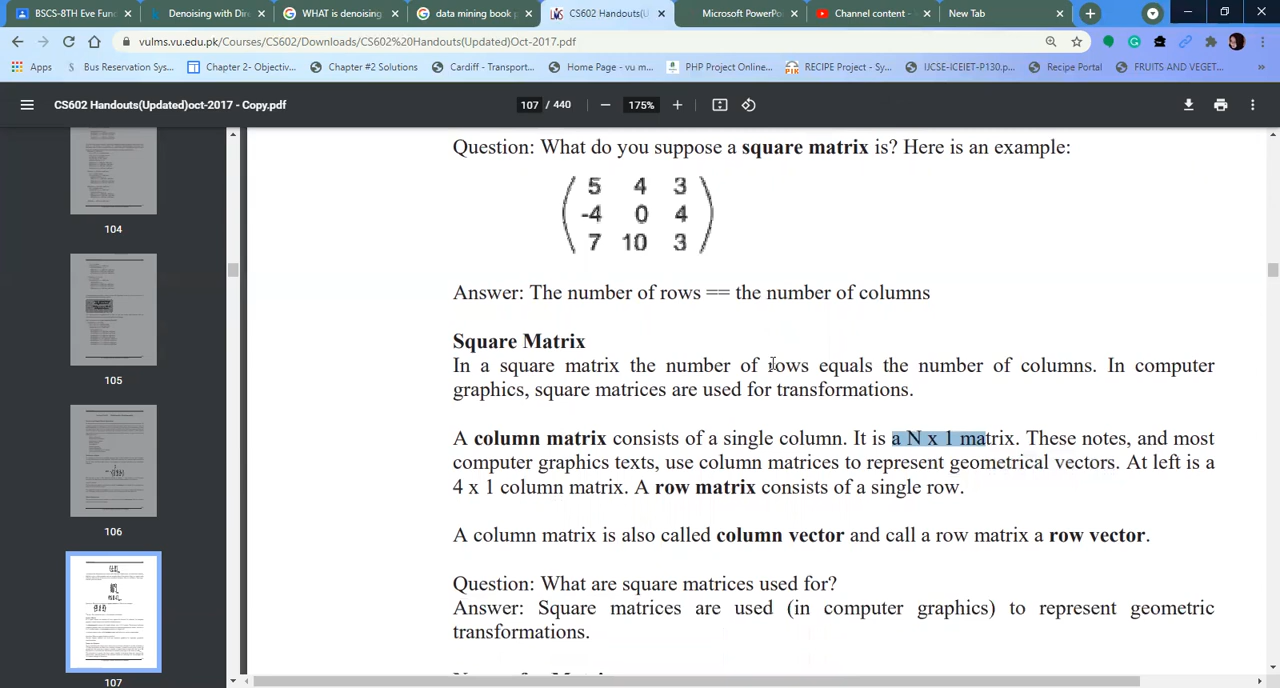 BSCS-8TH Eve Fund
Denoising with Dir
WHAT is denoising
data mining book p
CS602 Handouts(U
Microsoft PowerPo
Channel content -
New Tab
vulms.vu.edu.pk/Courses/CS602/Downloads/CS602%20Handouts(Updated)Oct-2017.pdf
Apps
Bus Reservation Sys...
Chapter 2- Objectiv...
Chapter #2 Solutions
Cardiff - Transport...
Home Page - vu m...
PHP Project Online...
RECIPE Project - Sy...
IJCSE-ICEIET-P130.p...
Recipe Portal
FRUITS AND VEGET...
»
CS602 Handouts(Updated)oct-2017 - Copy.pdf
107 / 440
175%
104
105
106
107
Question: What do you suppose a square matrix is? Here is an example:
5 4 3
-4 0 4
7 10 3
Answer: The number of rows == the number of columns
Square Matrix
In a square matrix the number of rows equals the number of columns. In computer
graphics, square matrices are used for transformations.
A column matrix consists of a single column. It is a N x 1 matrix. These notes, and most
computer graphics texts, use column matrices to represent geometrical vectors. At left is a
4 x 1 column matrix. A row matrix consists of a single row.
A column matrix is also called column vector and call a row matrix a row vector.
Question: What are square matrices used for?
Answer: Square matrices are used (in computer graphics) to represent geometric
transformations.